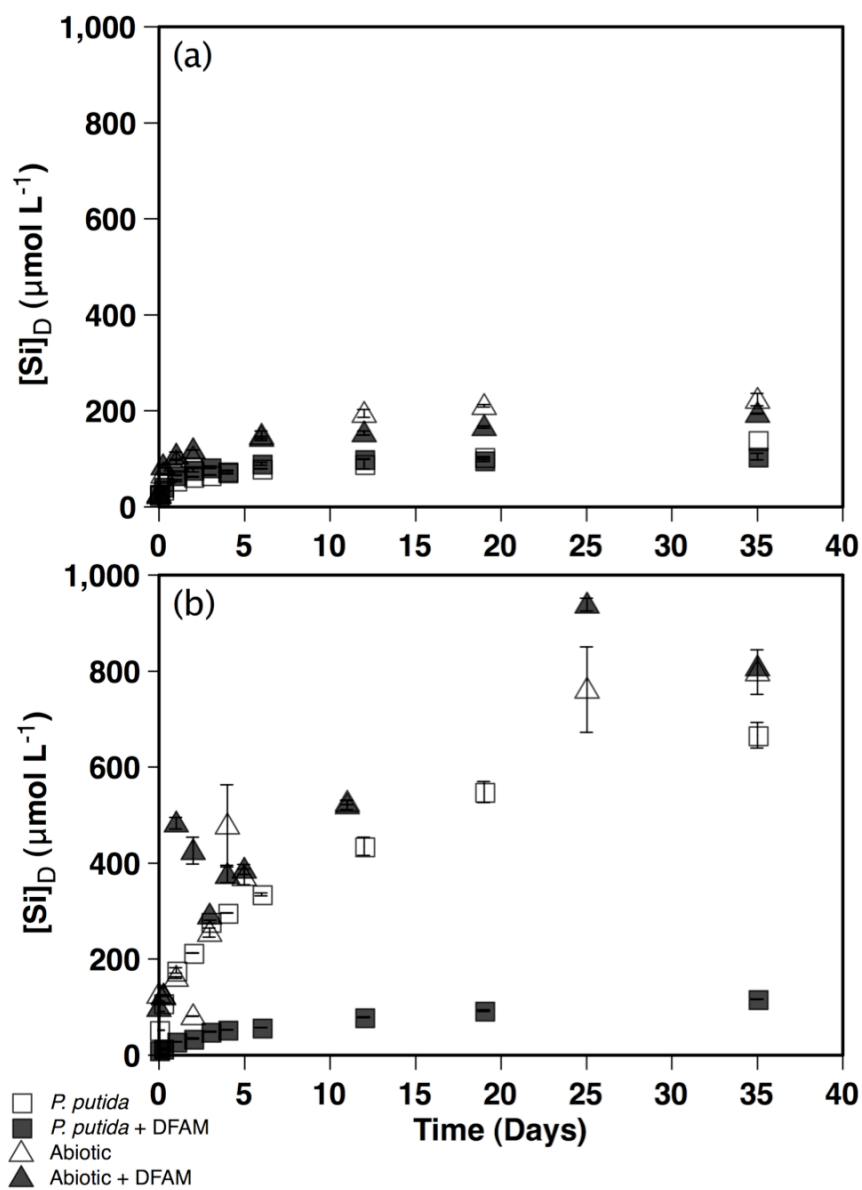 1,000
(a)
800
600
400
200
0
[Si]D (µmol L-1)
0 5 10 15 20 25 30 35 40
1,000
(b)
800
600
400
200
0
[Si]D (µmol L-1)
0 5 10 15 20 25 30 35 40
Time (Days)
P. putida
P. putida + DFAM
Abiotic
Abiotic + DFAM